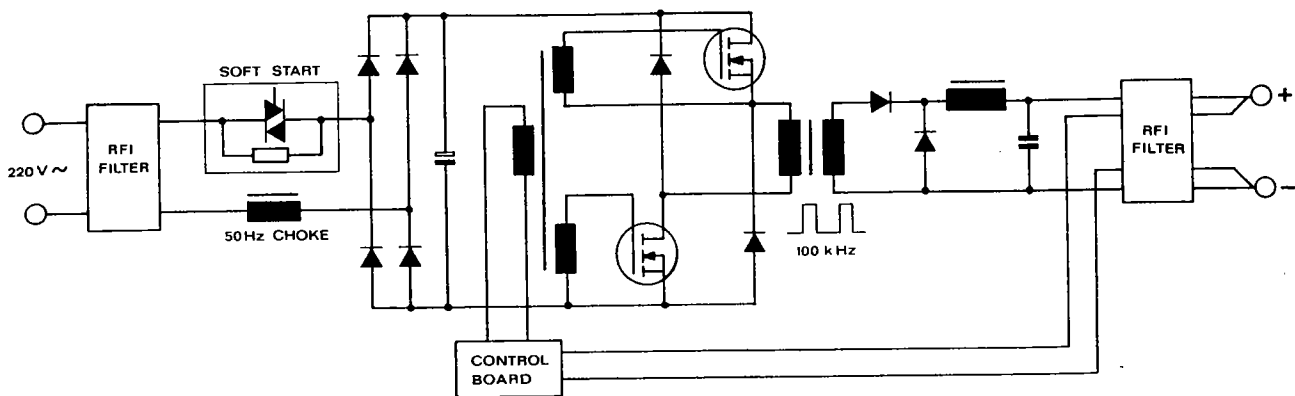 SOFT START
RFI
FILTER
220 V ~
50 Hz CHOKE
100 kHz
RFI
FILTER
+
−
CONTROL
BOARD